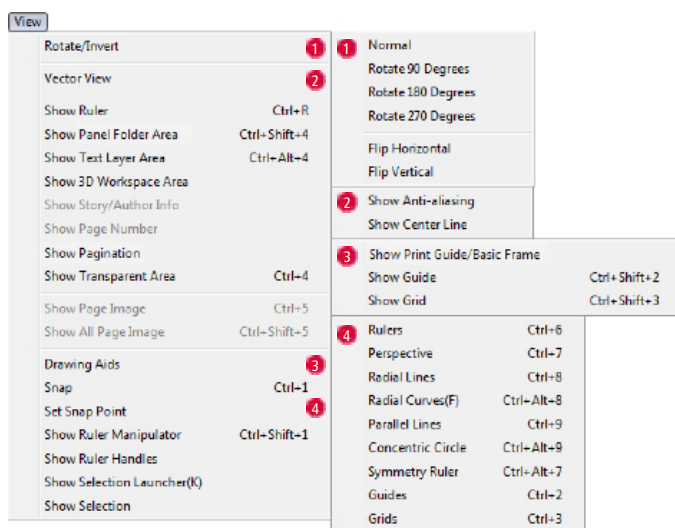 View
Rotate/Invert 1
Vector View 2
Show Ruler Ctrl+R
Show Panel Folder Area Ctrl+Shift+4
Show Text Layer Area Ctrl+Alt+4
Show 3D Workspace Area
Show Story/Author Info
Show Page Number
Show Pagination
Show Transparent Area Ctrl+4
Show Page Image Ctrl+5
Show All Page Image Ctrl+Shift+5
Drawing Aids 3
Snap Ctrl+1
Set Snap Point 4
Show Ruler Manipulator Ctrl+Shift+1
Show Ruler Handles
Show Selection Launcher(K)
Show Selection
1 Normal
Rotate 90 Degrees
Rotate 180 Degrees
Rotate 270 Degrees
Flip Horizontal
Flip Vertical
2 Show Anti-aliasing
Show Center Line
3 Show Print Guide/Basic Frame
Show Guide Ctrl+Shift+2
Show Grid Ctrl+Shift+3
4 Rulers Ctrl+6
Perspective Ctrl+7
Radial Lines Ctrl+8
Radial Curves(F) Ctrl+Alt+8
Parallel Lines Ctrl+9
Concentric Circle Ctrl+Alt+9
Symmetry Ruler Ctrl+Alt+7
Guides Ctrl+2
Grids Ctrl+3